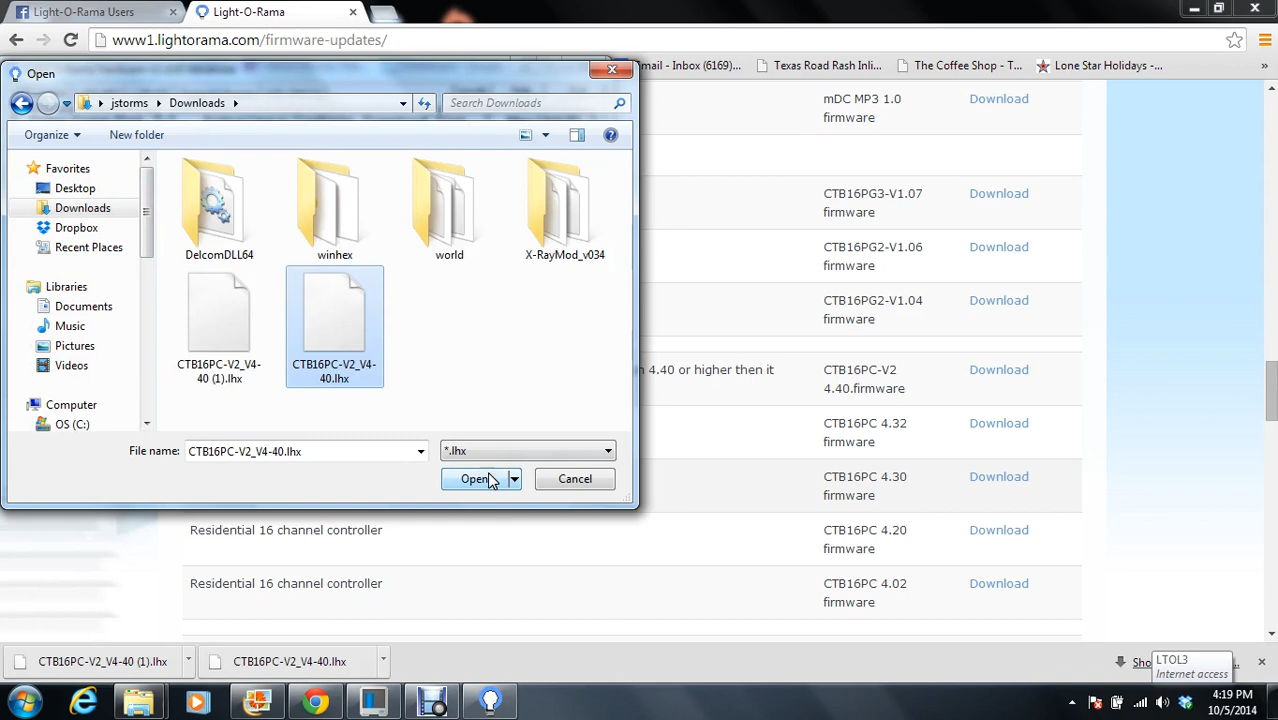 Light-O-Rama Users
Light-O-Rama
www1.lightorama.com/firmware-updates/
Open
mail - Inbox (6169)...
Texas Road Rash Inli...
The Coffee Shop - T...
Lone Star Holidays -...
»
jstorms
Downloads
Search Downloads
Organize
New folder
Favorites
Desktop
Downloads
Dropbox
Recent Places
Libraries
Documents
Music
Pictures
Videos
Computer
OS (C:)
DelcomDLL64
winhex
world
X-RayMod_v034
CTB16PC-V2_V4-
40 (1).lhx
CTB16PC-V2_V4-
40.lhx
File name:
CTB16PC-V2_V4-40.lhx
*.lhx
Open
Cancel
mDC MP3 1.0
firmware
Download
CTB16PG3-V1.07
firmware
Download
CTB16PG2-V1.06
firmware
Download
CTB16PG2-V1.04
firmware
Download
4.40 or higher then it
CTB16PC-V2
4.40.firmware
Download
CTB16PC 4.32
firmware
Download
CTB16PC 4.30
firmware
Download
Residential 16 channel controller
CTB16PC 4.20
firmware
Download
Residential 16 channel controller
CTB16PC 4.02
firmware
Download
CTB16PC-V2_V4-40 (1).lhx
CTB16PC-V2_V4-40.lhx
LTOL3
Internet access
4:19 PM
10/5/2014